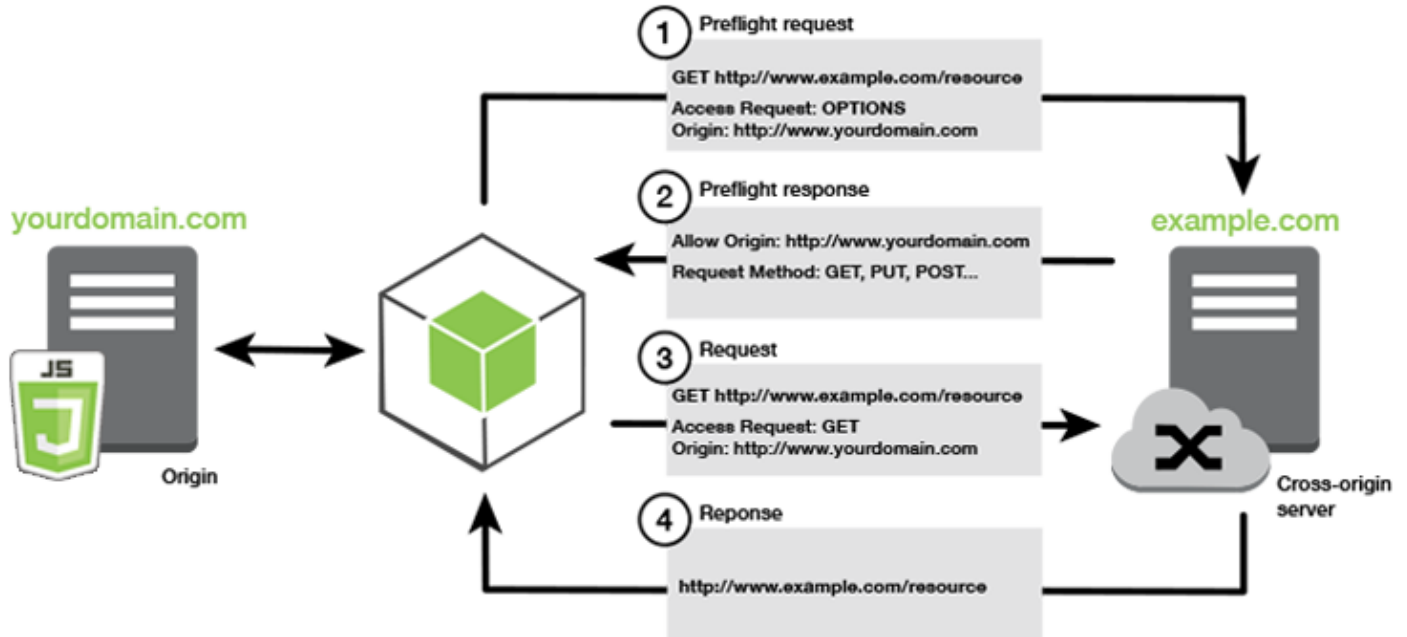 1 Preflight request
GET http://www.example.com/resource
Access Request: OPTIONS
Origin: http://www.yourdomain.com
2 Preflight response
Allow Origin: http://www.yourdomain.com
Request Method: GET, PUT, POST...
3 Request
GET http://www.example.com/resource
Access Request: GET
Origin: http://www.yourdomain.com
4 Reponse
http://www.example.com/resource
yourdomain.com
JS
J
Origin
example.com
Cross-origin
server